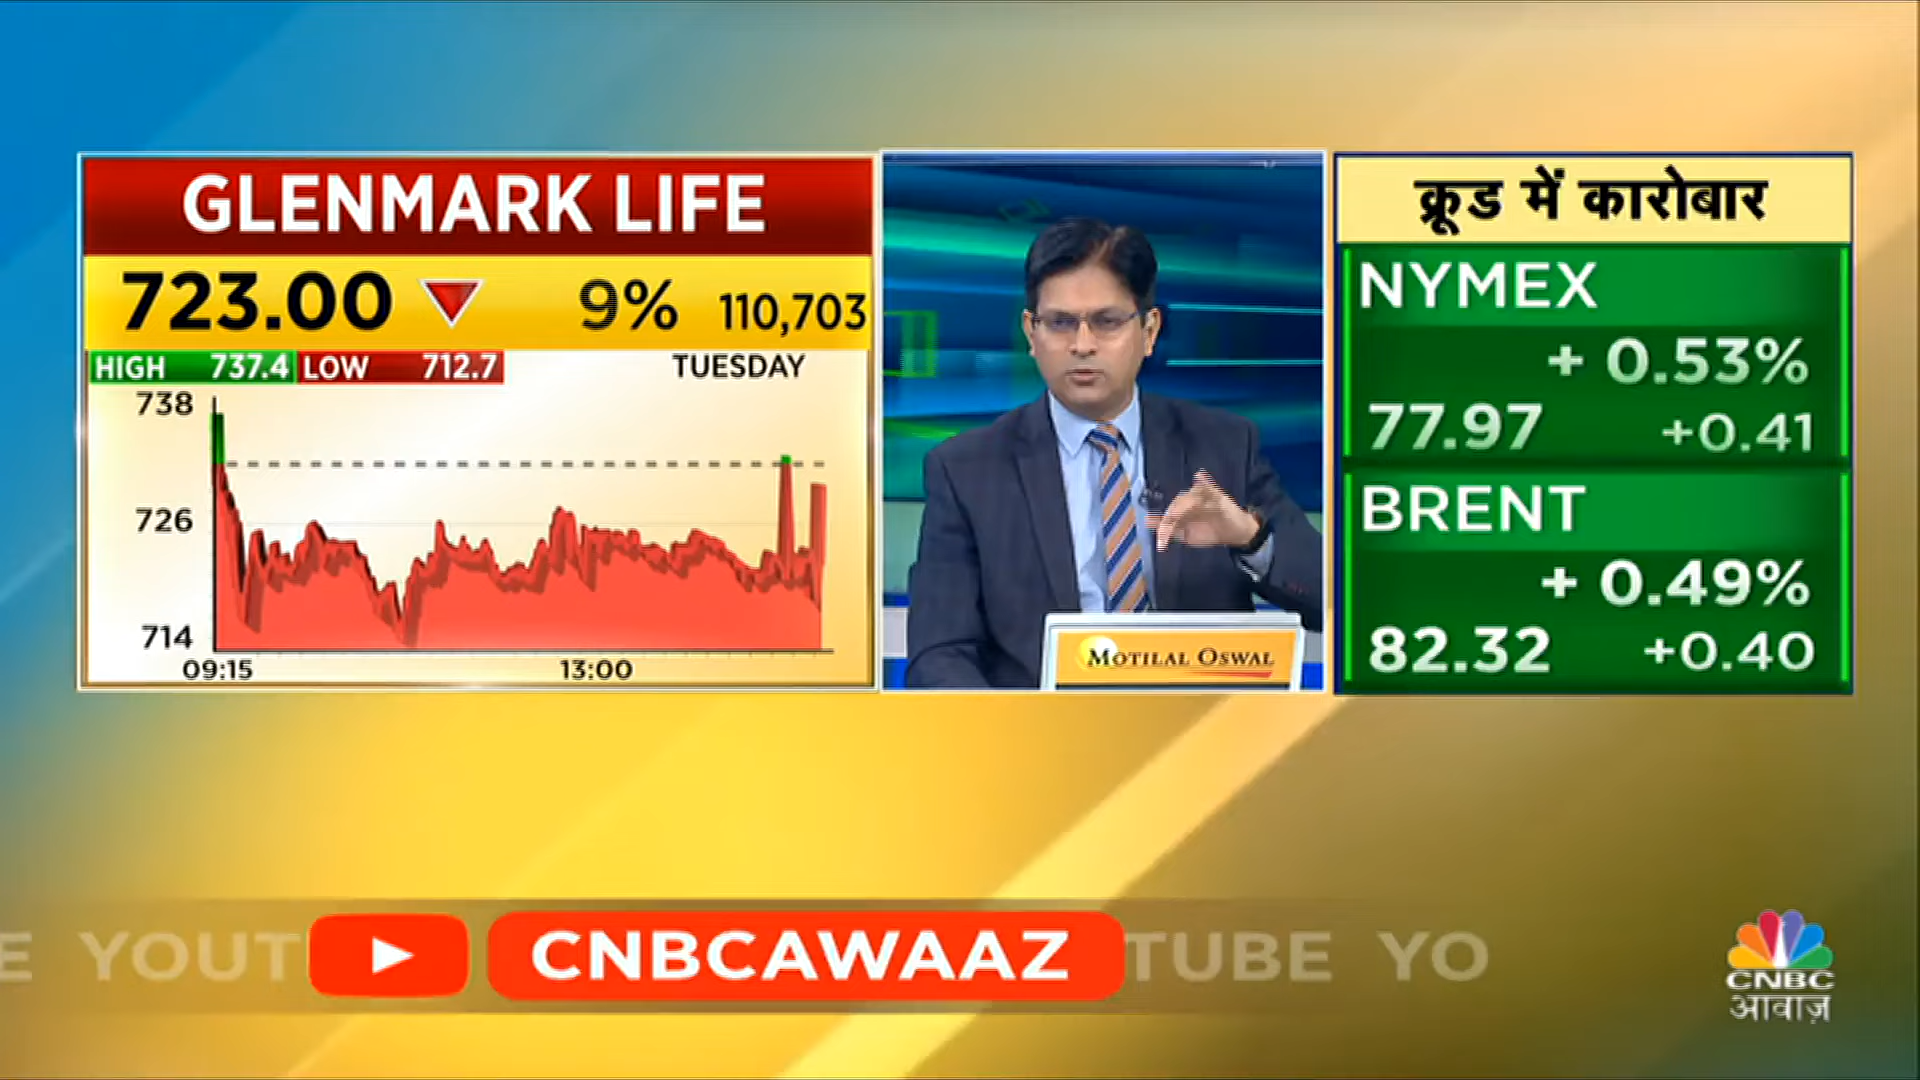 GLENMARK LIFE
723.00 9% 110,703
HIGH 737.4 LOW 712.7 TUESDAY
738
726
714
09:15 13:00
MOTILAL OSWAL
क्रूड में कारोबार
NYMEX
+ 0.53%
77.97 +0.41
BRENT
+ 0.49%
82.32 +0.40
E YOUT CNBCAWAAZ TUBE YO
CNBC
आवाज़